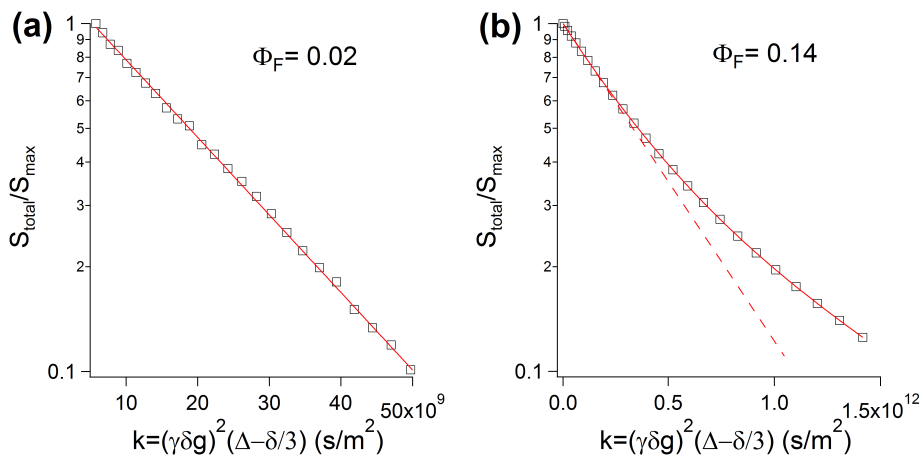 (a)
Φ_F = 0.02
S_total/S_max
1
9
8
7
6
5
4
3
2
0.1
10 20 30 40 50x10^9
k=(γδg)^2(Δ−δ/3) (s/m^2)
(b)
Φ_F = 0.14
S_total/S_max
1
9
8
7
6
5
4
3
2
0.1
0.0 0.5 1.0 1.5x10^12
k=(γδg)^2(Δ−δ/3) (s/m^2)